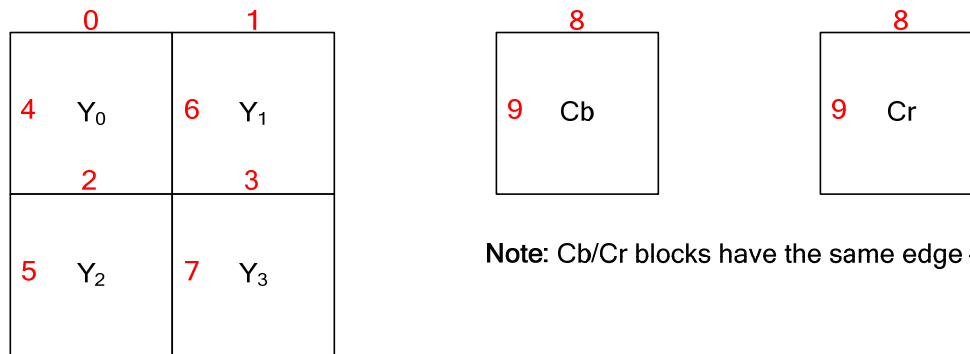 0 1 8 8
4 Y₀ 6 Y₁ 9 Cb 9 Cr
2 3
Note: Cb/Cr blocks have the same edge
5 Y₂ 7 Y₃